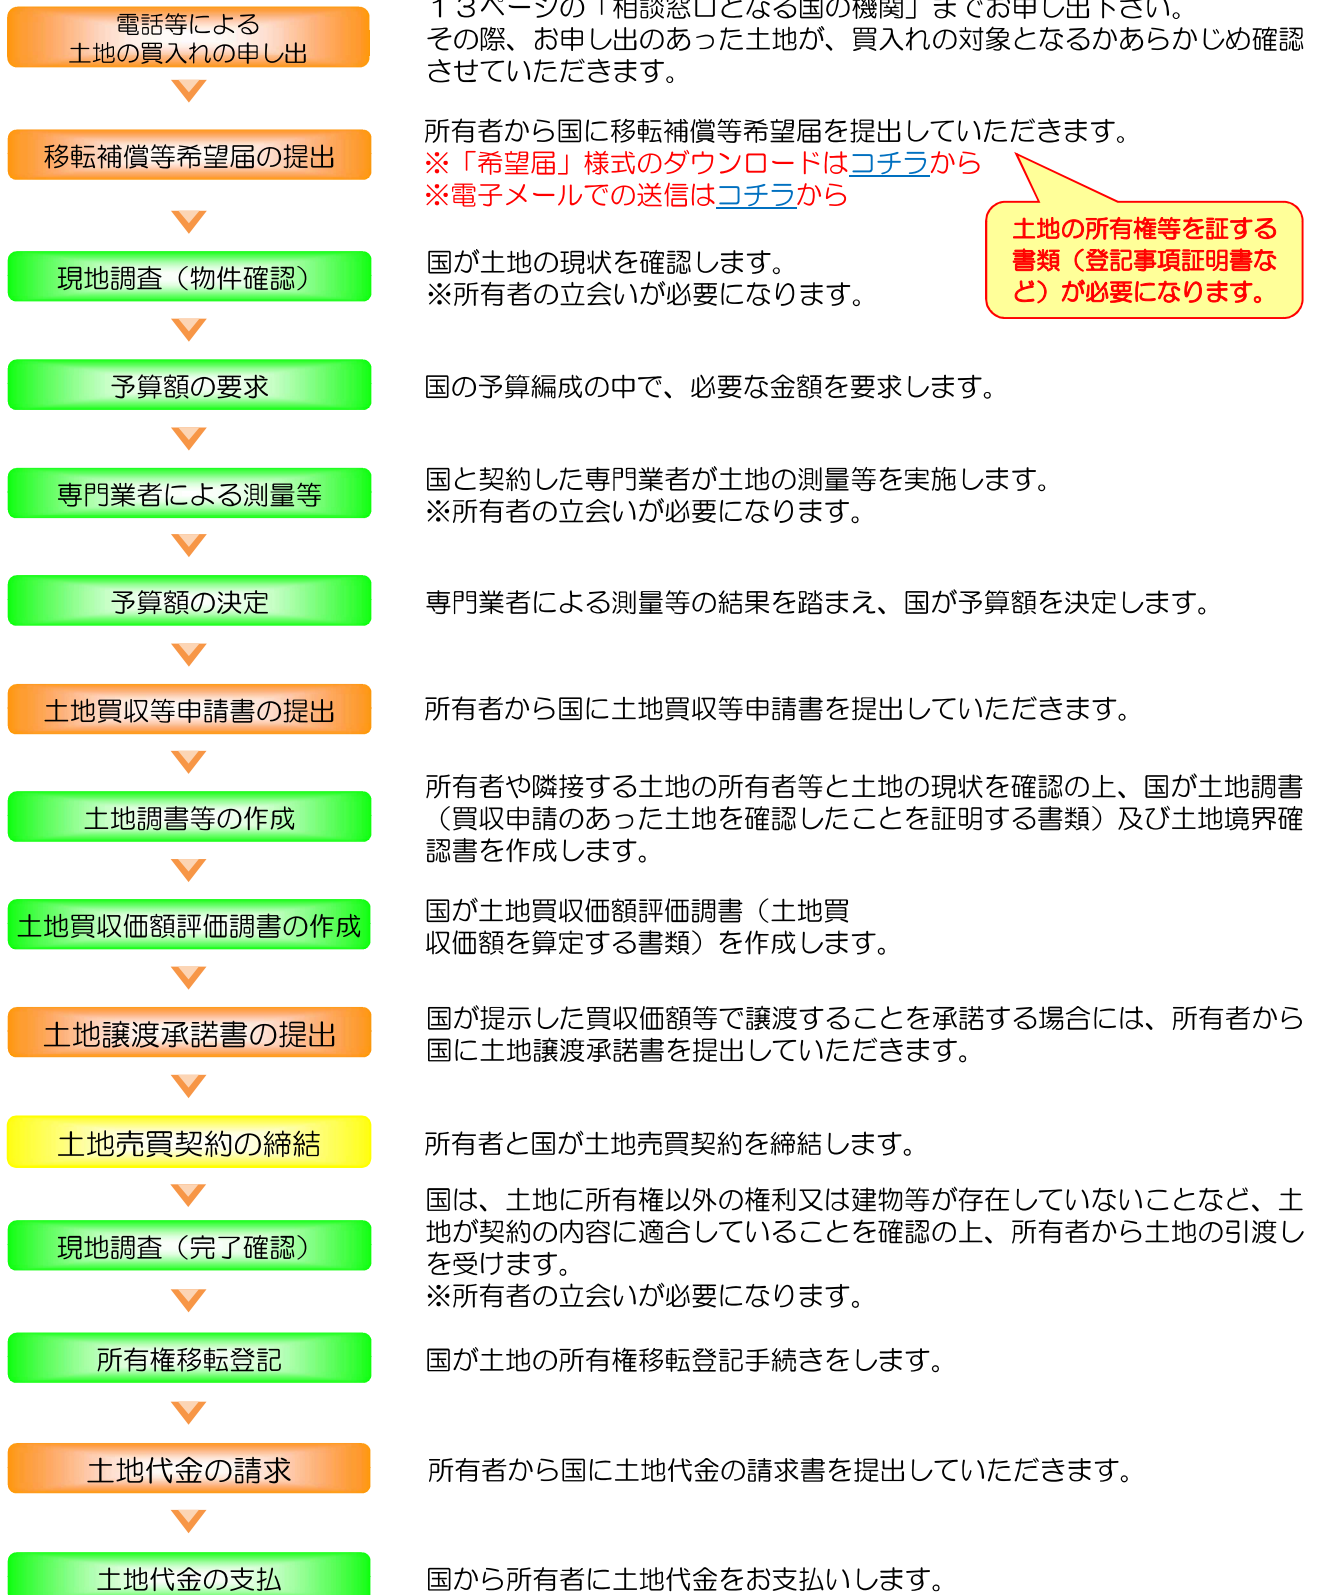 電話等による
土地の買入れの申し出
13ページの「相談窓口となる国の機関」までお申し出下さい。
その際、お申し出のあった土地が、買入れの対象となるかあらかじめ確認
させていただきます。
移転補償等希望届の提出
所有者から国に移転補償等希望届を提出していただきます。
※「希望届」様式のダウンロードはコチラから
※電子メールでの送信はコチラから
土地の所有権等を証する
書類（登記事項証明書な
ど）が必要になります。
現地調査（物件確認）
国が土地の現状を確認します。
※所有者の立会いが必要になります。
予算額の要求
国の予算編成の中で、必要な金額を要求します。
専門業者による測量等
国と契約した専門業者が土地の測量等を実施します。
※所有者の立会いが必要になります。
予算額の決定
専門業者による測量等の結果を踏まえ、国が予算額を決定します。
土地買収等申請書の提出
所有者から国に土地買収等申請書を提出していただきます。
土地調書等の作成
所有者や隣接する土地の所有者等と土地の現状を確認の上、国が土地調書
（買収申請のあった土地を確認したことを証明する書類）及び土地境界確
認書を作成します。
土地買収価額評価調書の作成
国が土地買収価額評価調書（土地買
収価額を算定する書類）を作成します。
土地譲渡承諾書の提出
国が提示した買収価額等で譲渡することを承諾する場合には、所有者から
国に土地譲渡承諾書を提出していただきます。
土地売買契約の締結
所有者と国が土地売買契約を締結します。
現地調査（完了確認）
国は、土地に所有権以外の権利又は建物等が存在していないことなど、土
地が契約の内容に適合していることを確認の上、所有者から土地の引渡し
を受けます。
※所有者の立会いが必要になります。
所有権移転登記
国が土地の所有権移転登記手続きをします。
土地代金の請求
所有者から国に土地代金の請求書を提出していただきます。
土地代金の支払
国から所有者に土地代金をお支払いします。